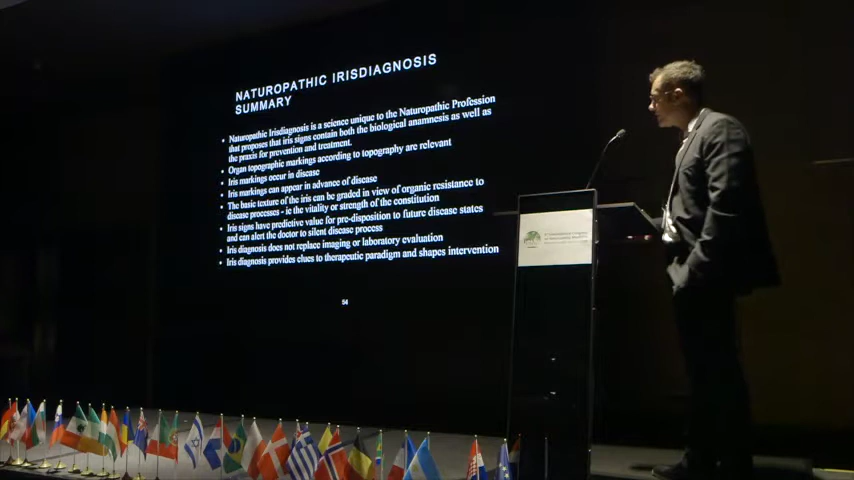 NATUROPATHIC IRISDIAGNOSIS
SUMMARY
• Naturopathic Irisdiagnosis is a science unique to the Naturopathic Profession
that proposes that iris signs contain both the biological anamnesis as well as
the praxis for prevention and treatment.
• Organ topographic markings according to topography are relevant
• Iris markings occur in disease
• Iris markings can appear in advance of disease
• The basic texture of the iris can be graded in view of organic resistance to
disease processes - ie the vitality or strength of the constitution
• Iris signs have predictive value for pre-disposition to future disease states
and can alert the doctor to silent disease process
• Iris diagnosis does not replace imaging or laboratory evaluation
• Iris diagnosis provides clues to therapeutic paradigm and shapes intervention
54